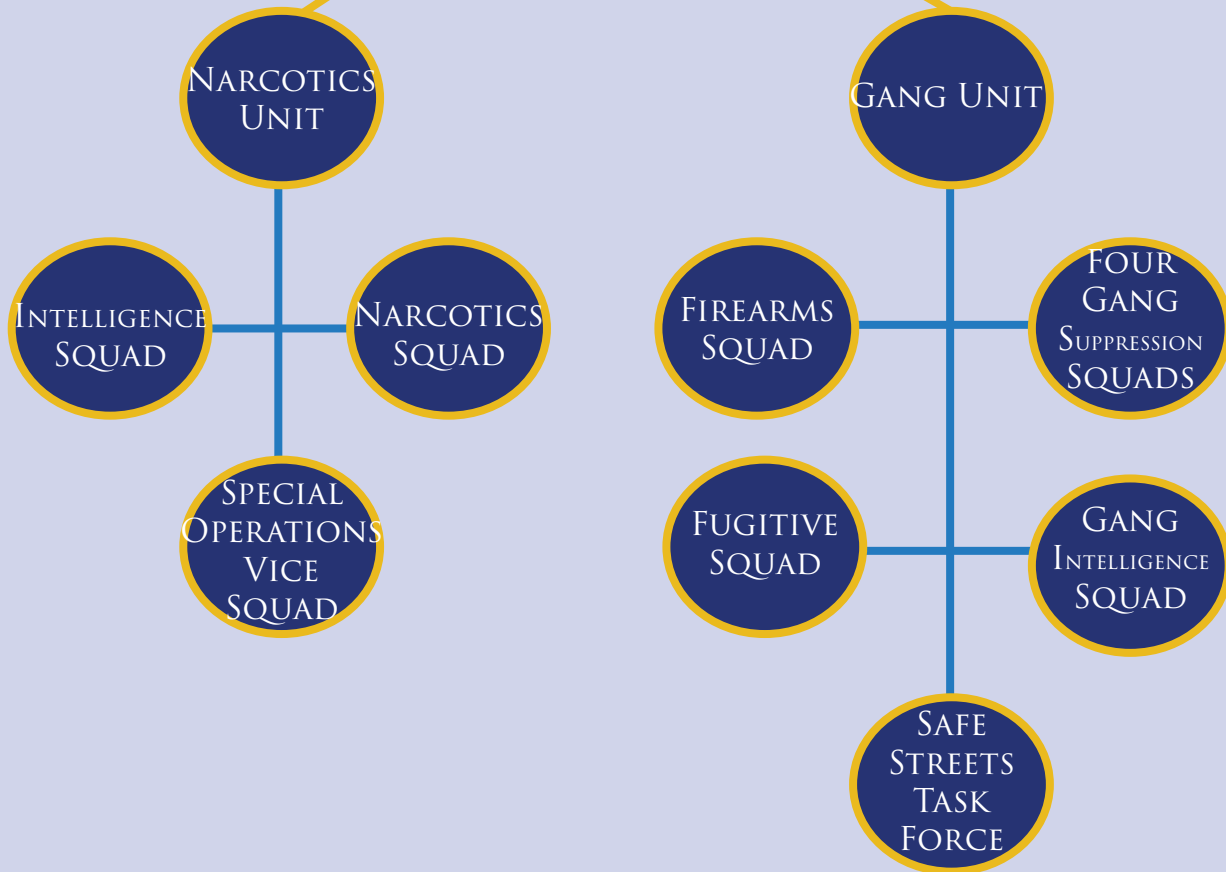 Narcotics
Unit
Gang Unit
Intelligence
Squad
Narcotics
Squad
Firearms
Squad
Four
Gang
Suppression
Squads
Special
Operations
Vice
Squad
Fugitive
Squad
Gang
Intelligence
Squad
Safe
Streets
Task
Force